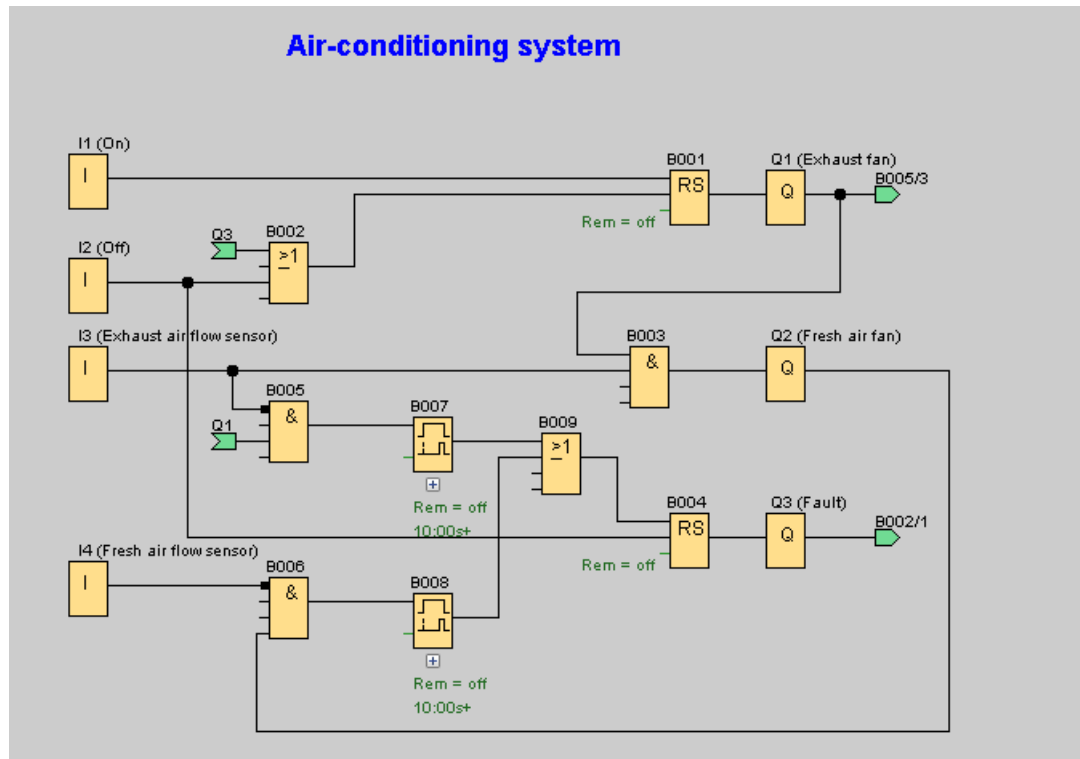 Air-conditioning system
I1 (On)
I
B001
RS
Rem = off
Q1 (Exhaust fan)
Q
B005/3
I2 (Off)
I
Q3
B002
>1
I3 (Exhaust air flow sensor)
I
B003
&
Q2 (Fresh air fan)
Q
B005
&
Q1
B007
Rem = off
10:00s+
B009
>1
B004
RS
Rem = off
Q3 (Fault)
Q
B002/1
I4 (Fresh air flow sensor)
I
B006
&
B008
Rem = off
10:00s+